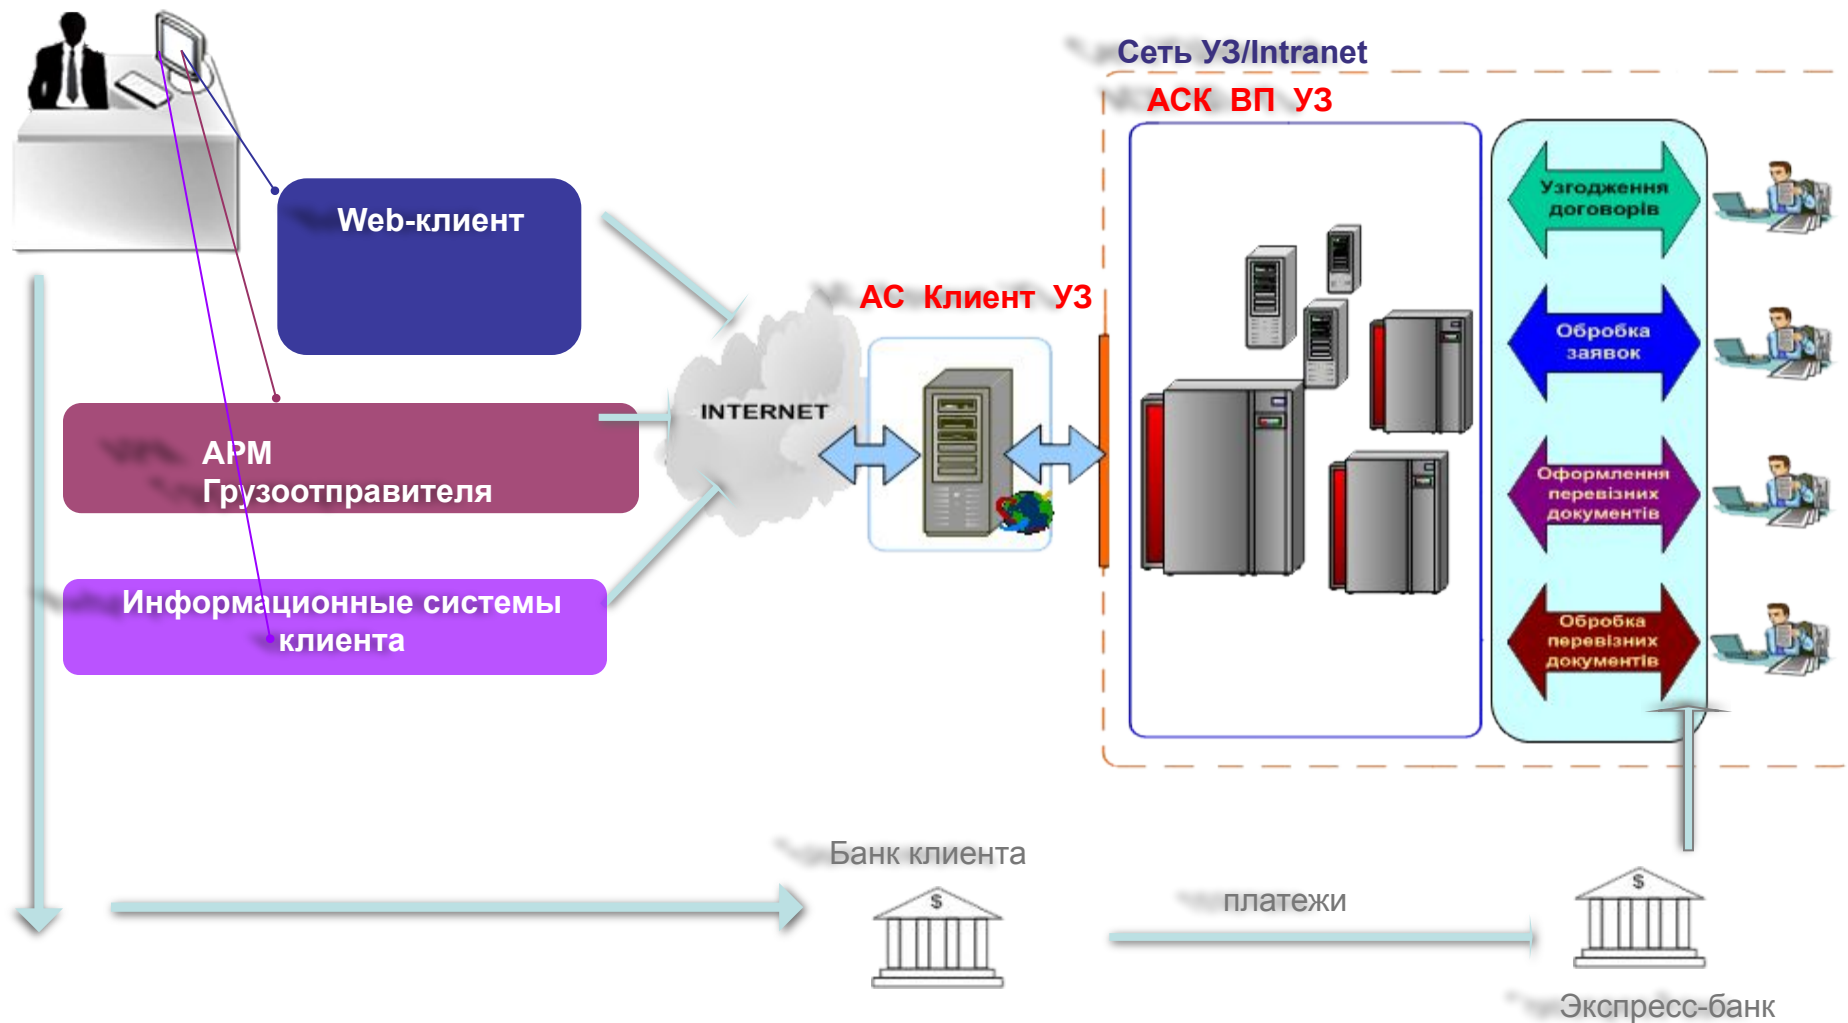 Сеть УЗ/Intranet
АСК ВП УЗ
Web-клиент
АС Клиент УЗ
INTERNET
АРМ
Грузоотправителя
Информационные системы
клиента
Узгодження
договорів
Обробка
заявок
Оформлення
перевізних
документів
Обробка
перевізних
документів
Банк клиента
$
платежи
$
Экспресс-банк